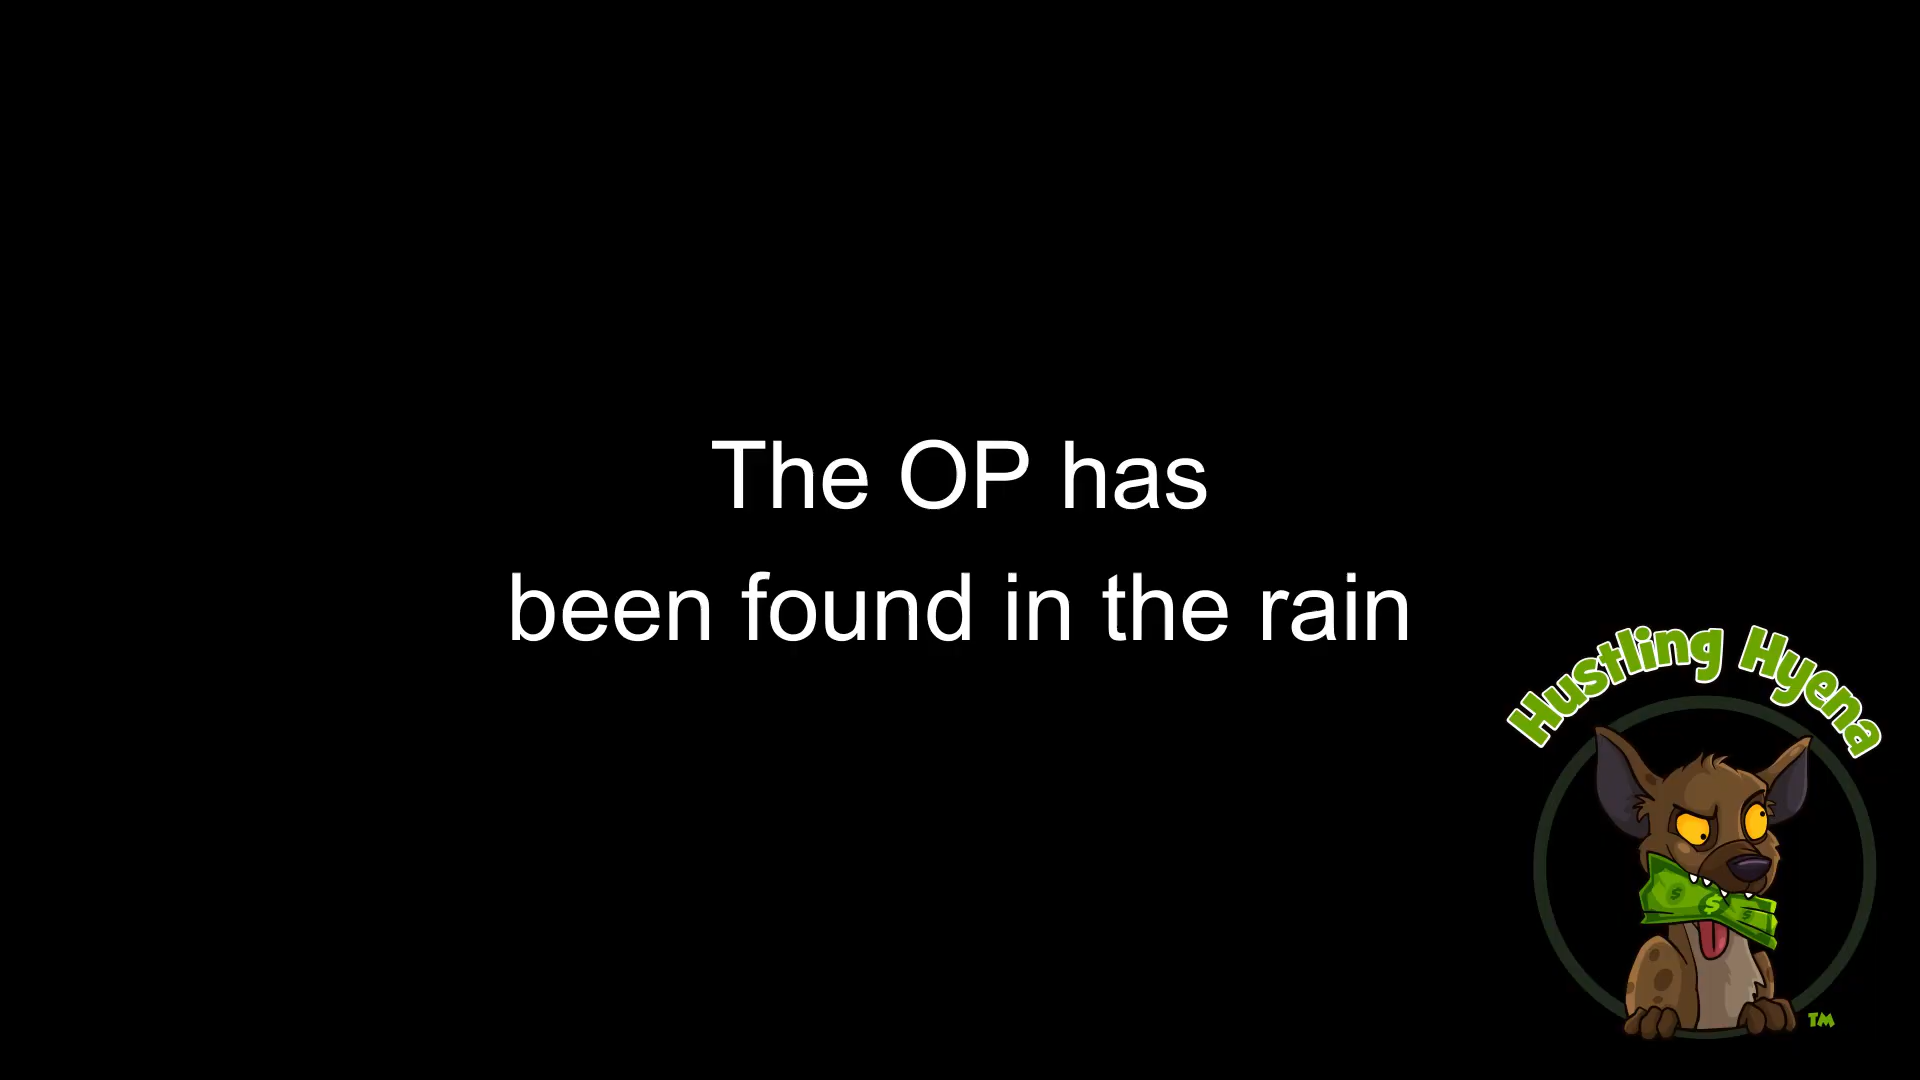 The OP has
been found in the rain
Hustling Hyena
$ $ $
TM